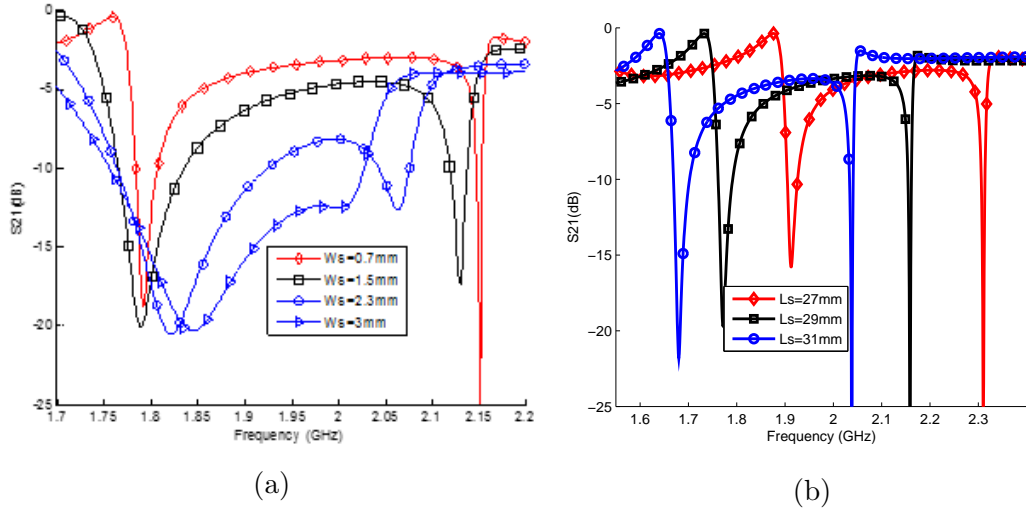 0
-5
-10
-15
-20
-25
S21(dB)
1.7
1.75
1.8
1.85
1.9
1.95
2
2.05
2.1
2.15
2.2
Frequency (GHz)
Ws=0.7mm
Ws=1.5mm
Ws=2.3mm
Ws=3mm
(a)
0
−5
−10
−15
−20
−25
S21(dB)
1.6
1.7
1.8
1.9
2
2.1
2.2
2.3
Frequency (GHz)
Ls=27mm
Ls=29mm
Ls=31mm
(b)